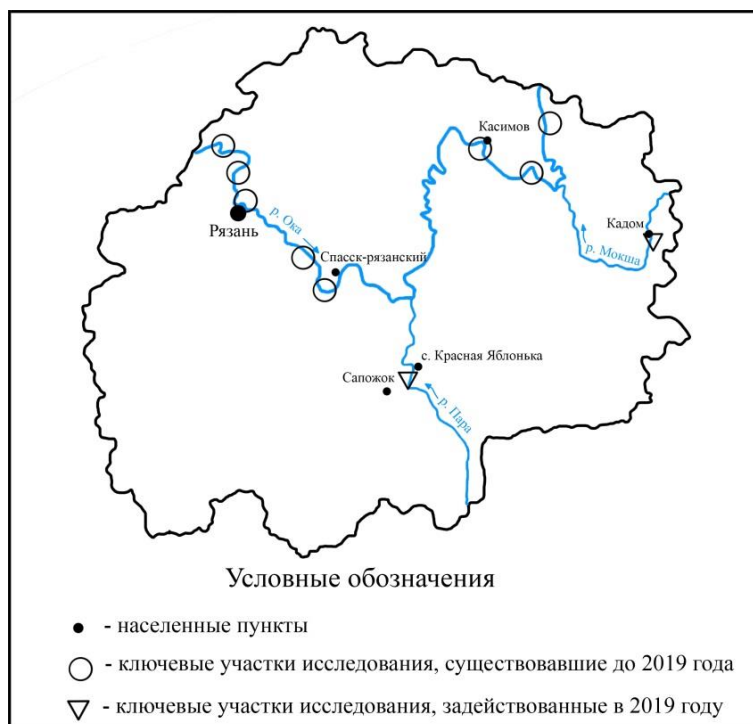 Касимов
Рязань
р. Ока
Спасск-рязанский
Кадом
р. Мокша
с. Красная Яблонька
Сапожок
р. Пара
Условные обозначения
- населенные пункты
- ключевые участки исследования, существовавшие до 2019 года
- ключевые участки исследования, задействованные в 2019 году